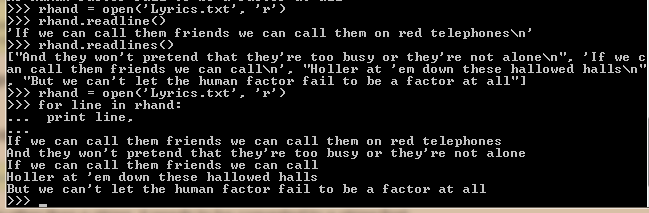 >>> rhand = open('Lyrics.txt', 'r')
>>> rhand.readline()
'If we can call them friends we can call them on red telephones\n'
>>> rhand.readlines()
["And they won't pretend that they're too busy or they're not alone\n", 'If we c
an call them friends we can call\n', "Holler at 'em down these hallowed halls\n"
, "But we can't let the human factor fail to be a factor at all"]
>>> rhand = open('Lyrics.txt', 'r')
>>> for line in rhand:
...  print line,
...
If we can call them friends we can call them on red telephones
And they won't pretend that they're too busy or they're not alone
If we can call them friends we can call
Holler at 'em down these hallowed halls
But we can't let the human factor fail to be a factor at all
>>> _